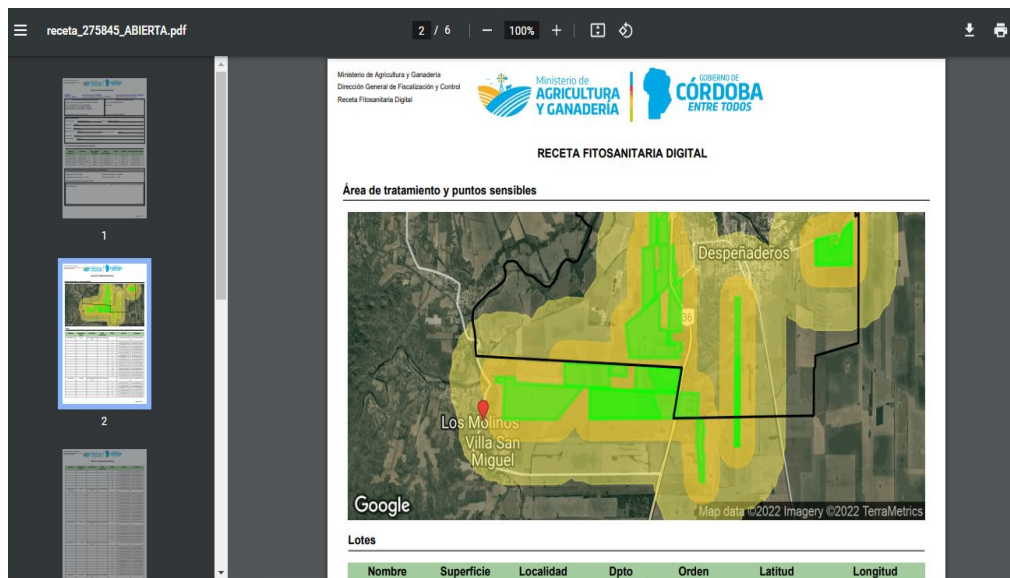 receta_275845_ABIERTA.pdf
2 / 6
100%
1
2
Ministerio de Agricultura y Ganadería
Dirección General de Fiscalización y Control
Receta Fitosanitaria Digital
Ministerio de
AGRICULTURA
Y GANADERÍA
GOBIERNO DE
CÓRDOBA
ENTRE TODOS
RECETA FITOSANITARIA DIGITAL
Área de tratamiento y puntos sensibles
Despeñaderos
36
Los Molinos
Villa San
Miguel
Google
Map data ©2022 Imagery ©2022 TerraMetrics
Lotes
Nombre Superficie Localidad Dpto Orden Latitud Longitud